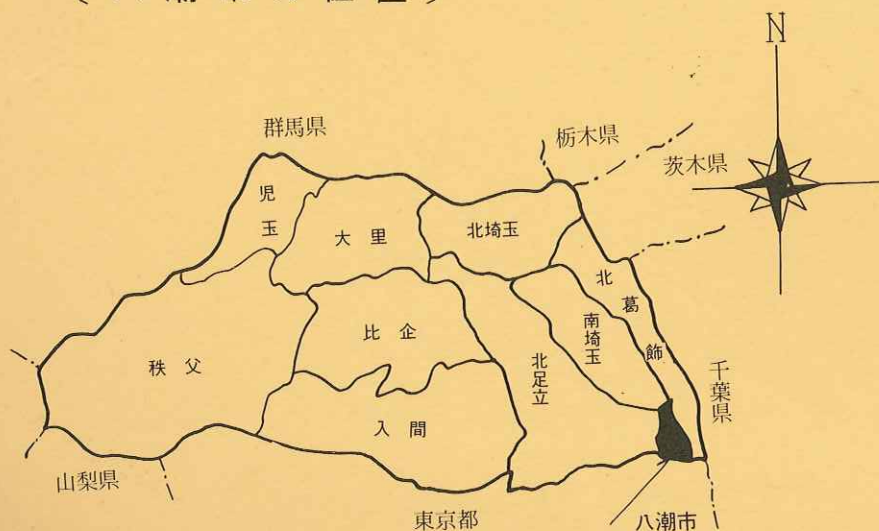 N
群馬県
栃木県
茨木県
児玉
大里
北埼玉
北葛飾
秩父
比企
北足立
南埼玉
入間
千葉県
山梨県
東京都
八潮市